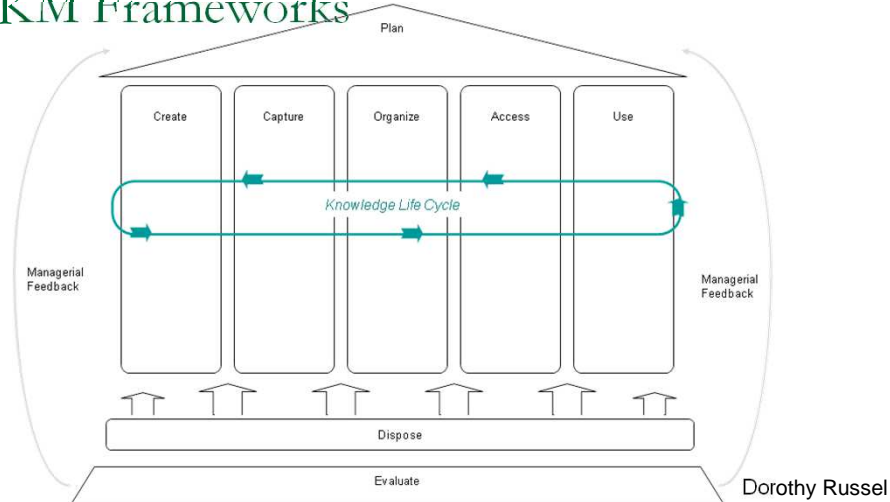 KM Frameworks
Plan
Create Capture Organize Access Use
Knowledge Life Cycle
Managerial
Feedback
Managerial
Feedback
Dispose
Evaluate
Dorothy Russel